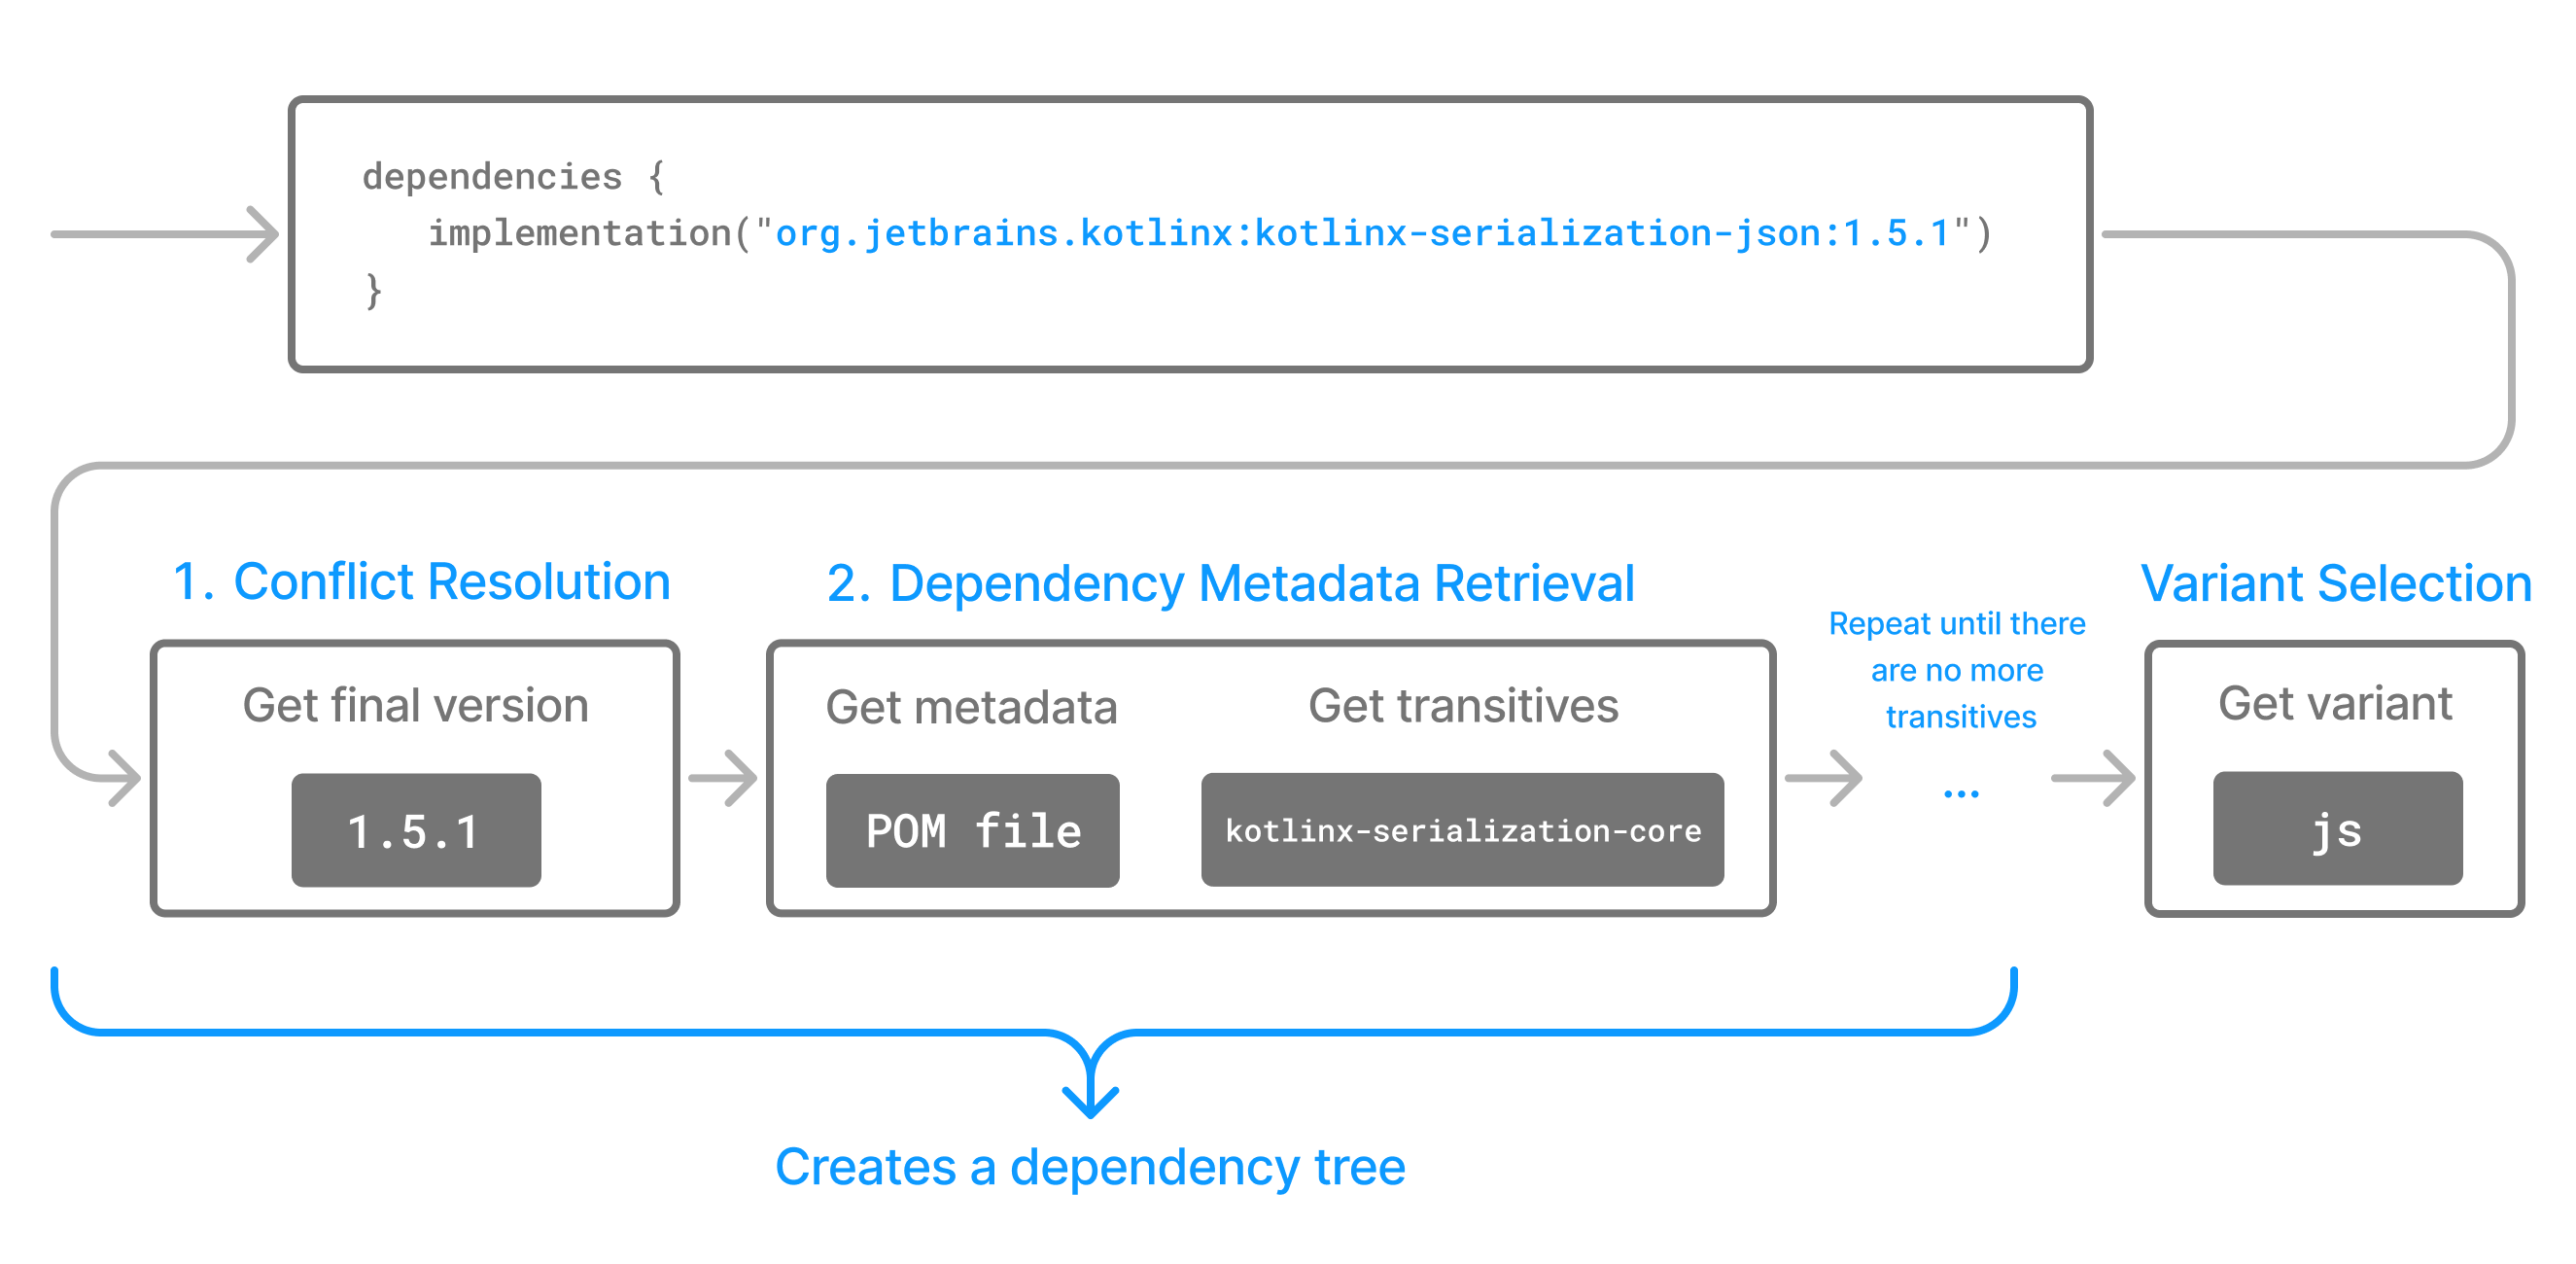 dependencies {
implementation("org.jetbrains.kotlinx:kotlinx-serialization-json:1.5.1")
}
1. Conflict Resolution
Get final version
1.5.1
2. Dependency Metadata Retrieval
Get metadata
POM file
Get transitives
kotlinx-serialization-core
Repeat until there
are no more
transitives
...
Variant Selection
Get variant
js
Creates a dependency tree